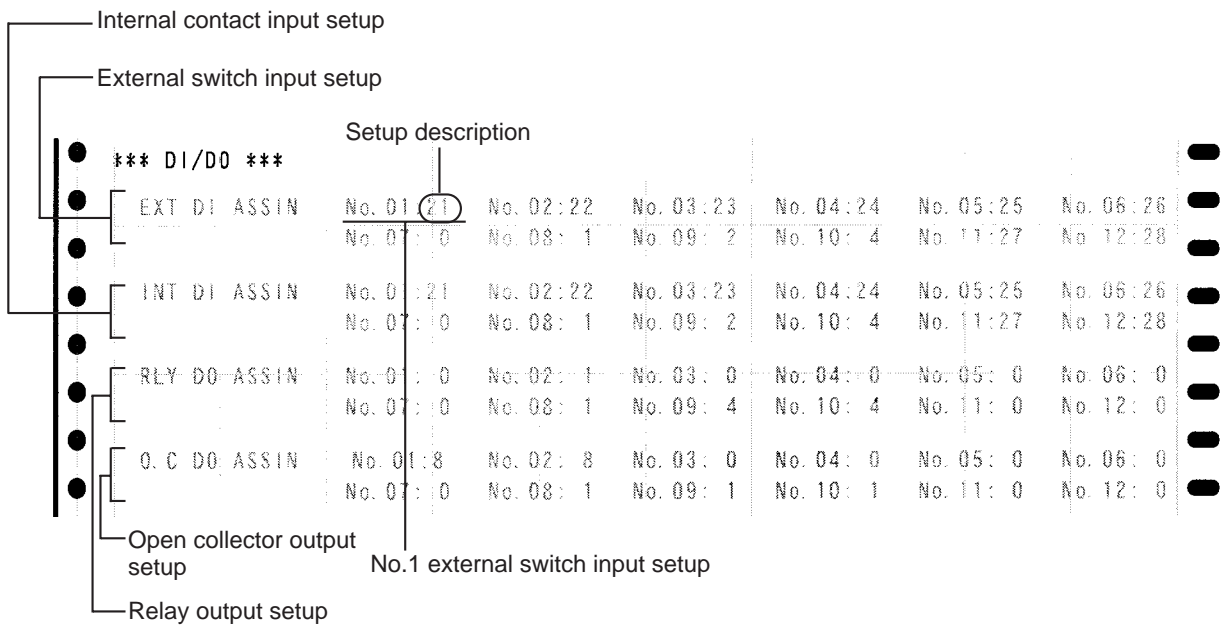 Internal contact input setup
External switch input setup
Setup description
*** DI/DO ***
EXT DI ASSIN No.01:21 No.02:22 No.03:23 No.04:24 No.05:25 No.06:26
No.07: 0 No.08: 1 No.09: 2 No.10: 4 No.11:27 No.12:28
INT DI ASSIN No.01:21 No.02:22 No.03:23 No.04:24 No.05:25 No.06:26
No.07: 0 No.08: 1 No.09: 2 No.10: 4 No.11:27 No.12:28
RLY DO ASSIN No.01: 0 No.02: 1 No.03: 0 No.04: 0 No.05: 0 No.06: 0
No.07: 0 No.08: 1 No.09: 4 No.10: 4 No.11: 0 No.12: 0
O.C DO ASSIN No.01:8 No.02: 8 No.03: 0 No.04: 0 No.05: 0 No.06: 0
No.07: 0 No.08: 1 No.09: 1 No.10: 1 No.11: 0 No.12: 0
Open collector output
setup
No.1 external switch input setup
Relay output setup